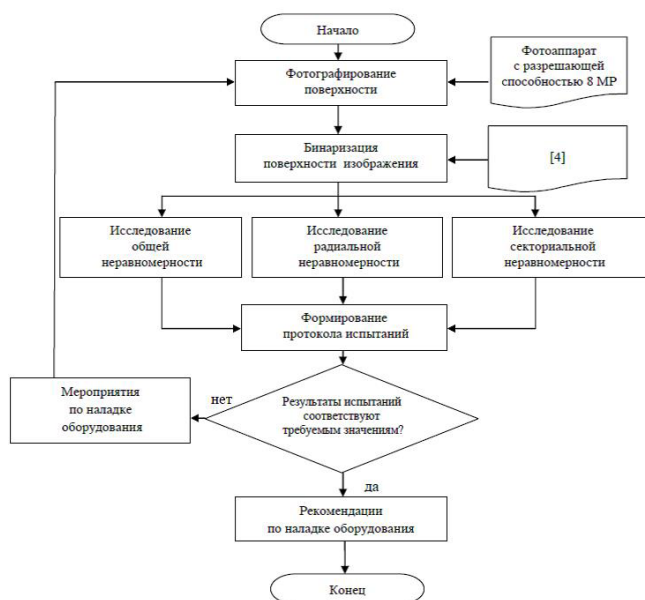 Начало
Фотографирование
поверхности
Фотоаппарат
с разрешающей
способностью 8 МР
Бинаризация
поверхности изображения
[4]
Исследование
общей
неравномерности
Исследование
радиальной
неравномерности
Исследование
секториальной
неравномерности
Формирование
протокола испытаний
Мероприятия
по наладке
оборудования
нет
Результаты испытаний
соответствуют
требуемым значениям?
да
Рекомендации
по наладке оборудования
Конец